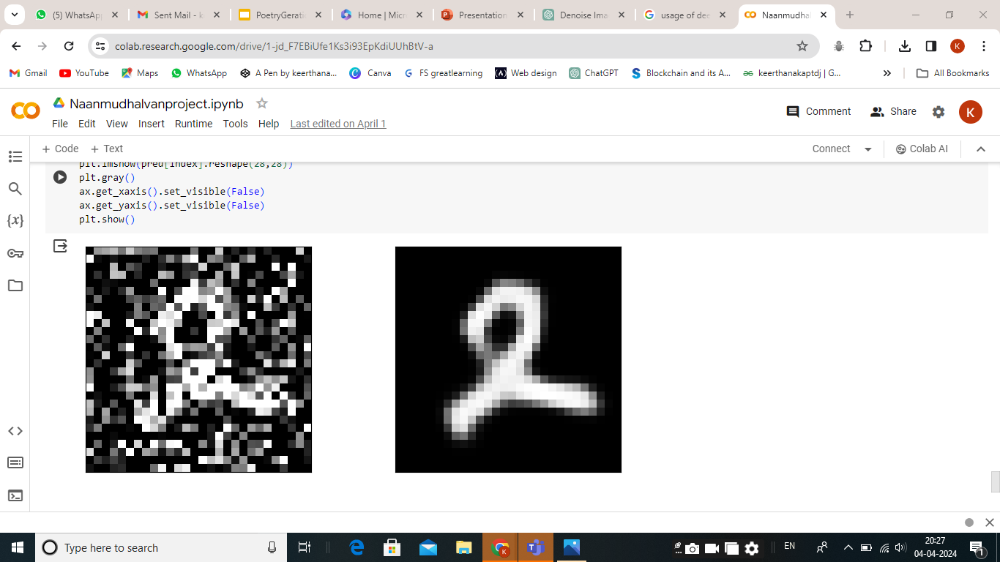 (5) WhatsAp
Sent Mail - k
PoetryGerati
Home | Micr
Presentation
Denoise Ima
usage of dee
Naanmudhal
colab.research.google.com/drive/1-jd_F7EBiUfe1Ks3i93EpKdiUUhBtV-a
K
Gmail
YouTube
Maps
WhatsApp
A Pen by keerthana...
Canva
FS greatlearning
Web design
ChatGPT
Blockchain and its A...
keerthanakaptdj | G...
»
All Bookmarks
Naanmudhalvanproject.ipynb
Comment
Share
K
File Edit View Insert Runtime Tools Help Last edited on April 1
+ Code + Text
Connect
Colab AI
plt.imshow(pred[index].reshape(28,28))
plt.gray()
ax.get_xaxis().set_visible(False)
ax.get_yaxis().set_visible(False)
plt.show()
{x}
2
Type here to search
EN
20:27
04-04-2024
1